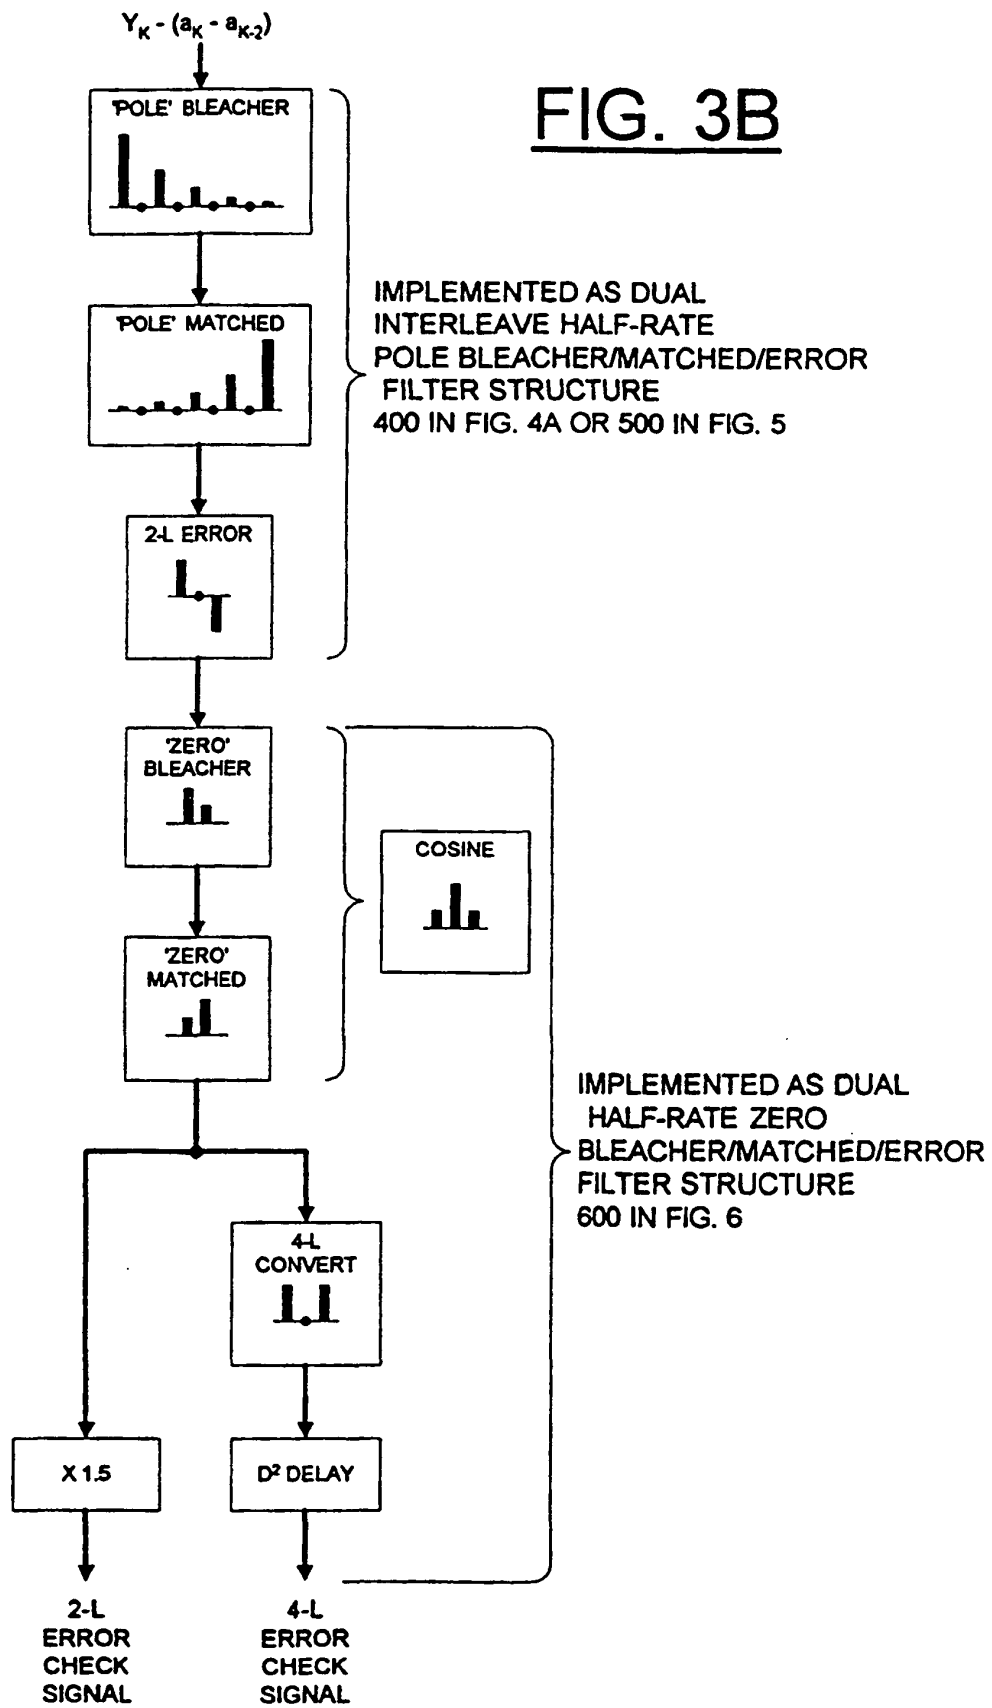 Y_K - (a_K - a_K-2)
FIG. 3B
'POLE' BLEACHER
'POLE' MATCHED
IMPLEMENTED AS DUAL
INTERLEAVE HALF-RATE
POLE BLEACHER/MATCHED/ERROR
FILTER STRUCTURE
400 IN FIG. 4A OR 500 IN FIG. 5
2-L ERROR
'ZERO'
BLEACHER
COSINE
'ZERO'
MATCHED
IMPLEMENTED AS DUAL
HALF-RATE ZERO
BLEACHER/MATCHED/ERROR
FILTER STRUCTURE
600 IN FIG. 6
4-L
CONVERT
X 1.5
D² DELAY
2-L
ERROR
CHECK
SIGNAL
4-L
ERROR
CHECK
SIGNAL